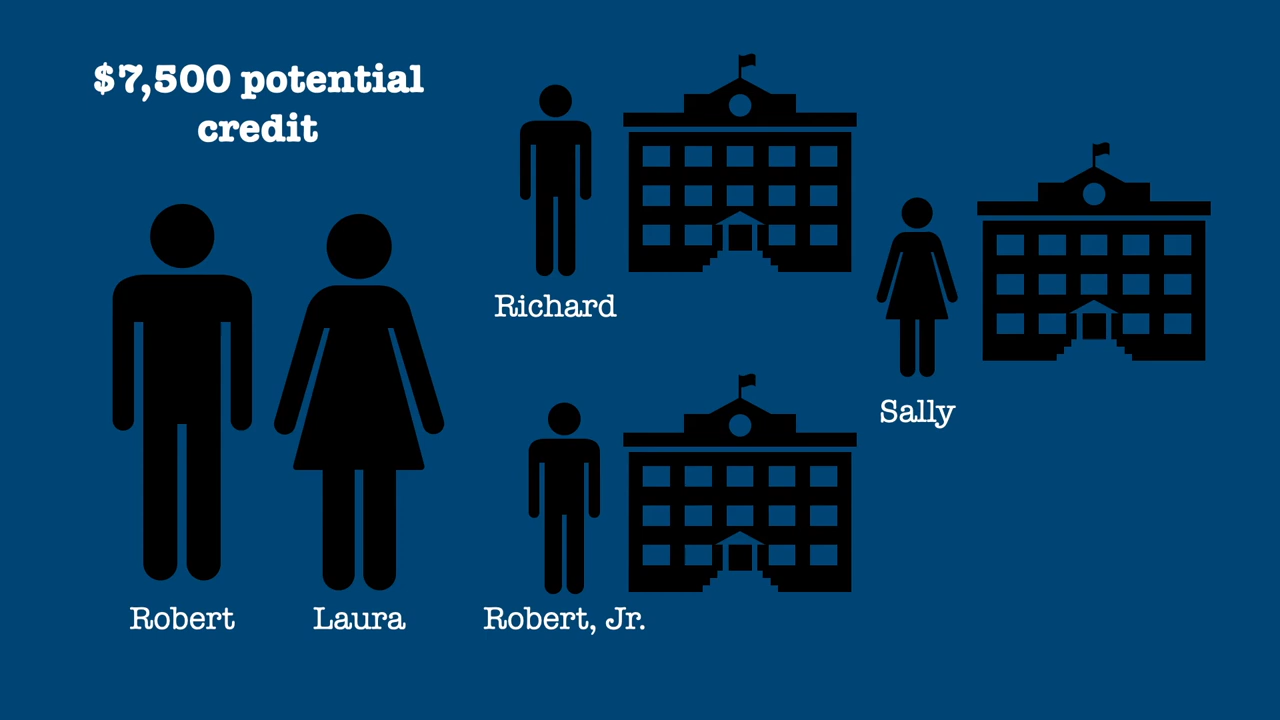 $7,500 potential
credit
Richard
Sally
Robert
Laura
Robert, Jr.